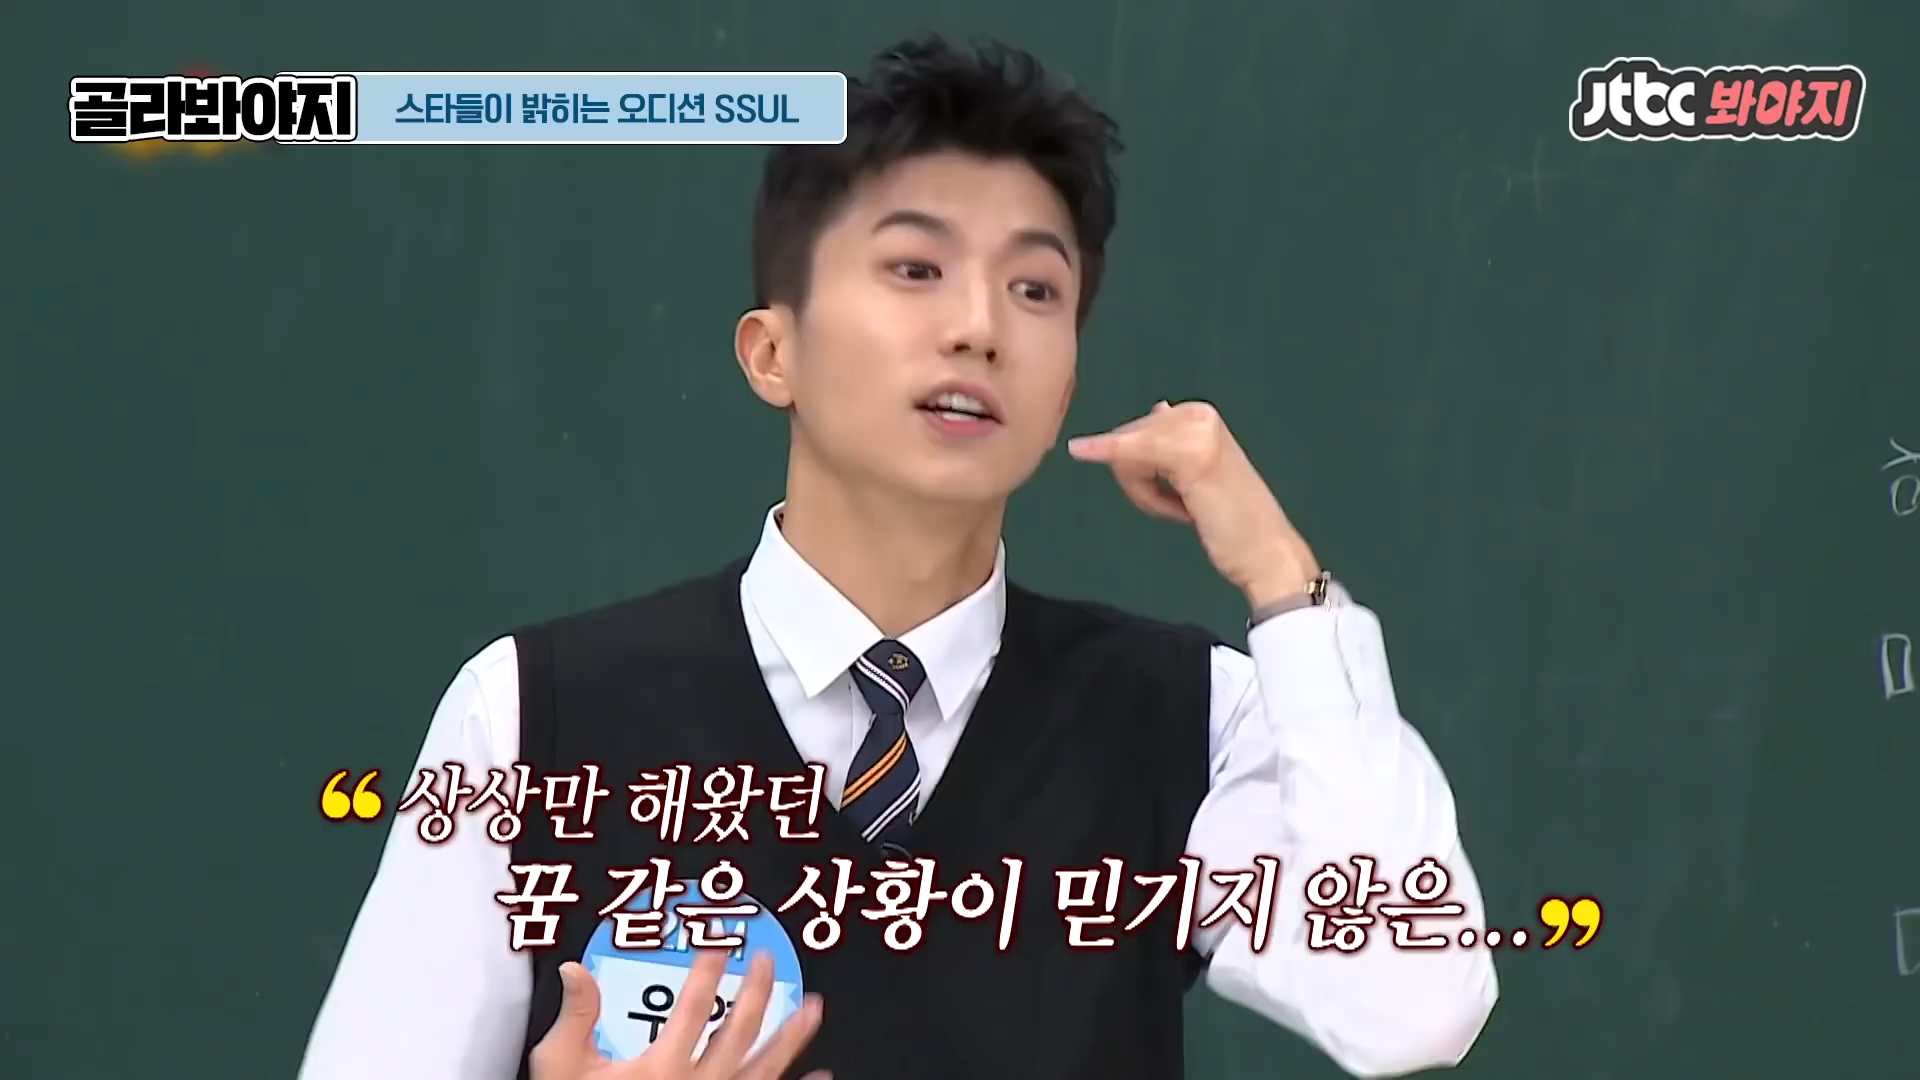 골라봐야지
스타들이 밝히는 오디션 SSUL
jtbc 봐야지
“상상만 해왔던
꿈 같은 상황이 믿기지 않은...”